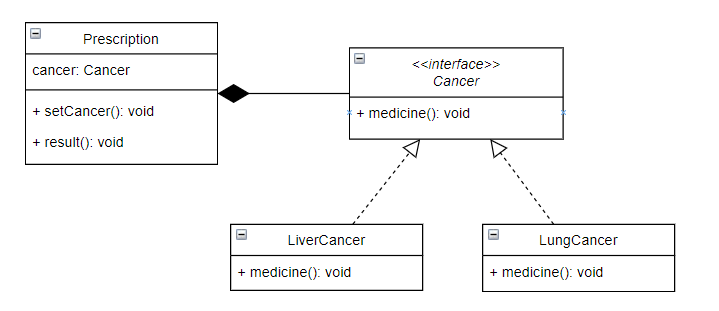 Prescription
cancer: Cancer
+ setCancer(): void
+ result(): void
<<interface>>
Cancer
+ medicine(): void
LiverCancer
+ medicine(): void
LungCancer
+ medicine(): void